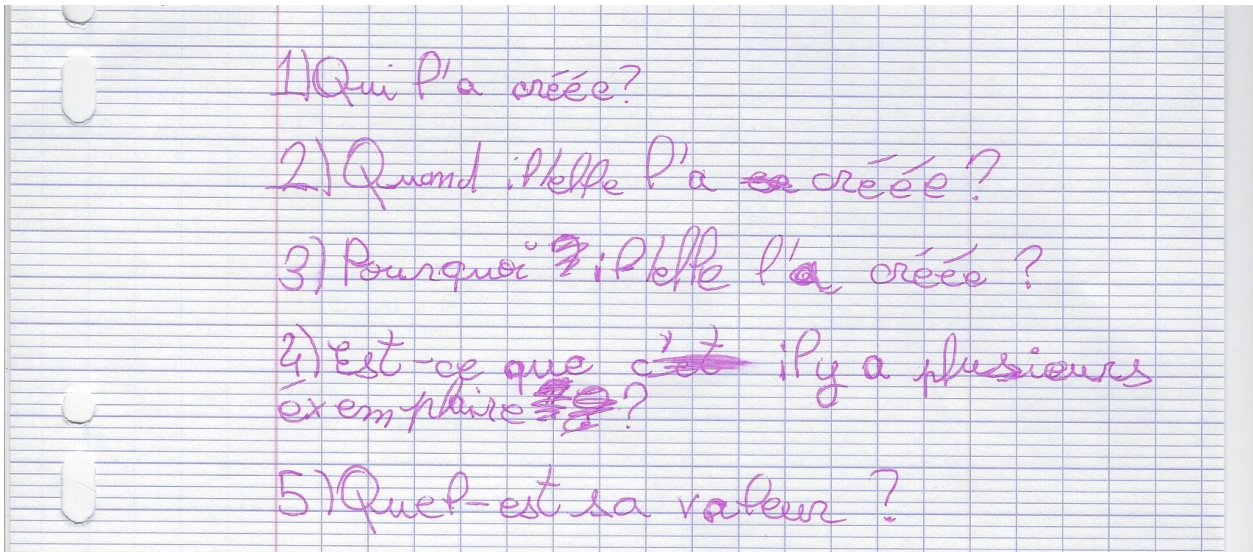 1) Qui l'a créée?
2) Quand il/elle l'a créée ?
3) Pourquoi il/elle l'a créée ?
4) Est-ce que il y a plusieurs
éxemplaire ?
5) Quel-est sa valeur ?